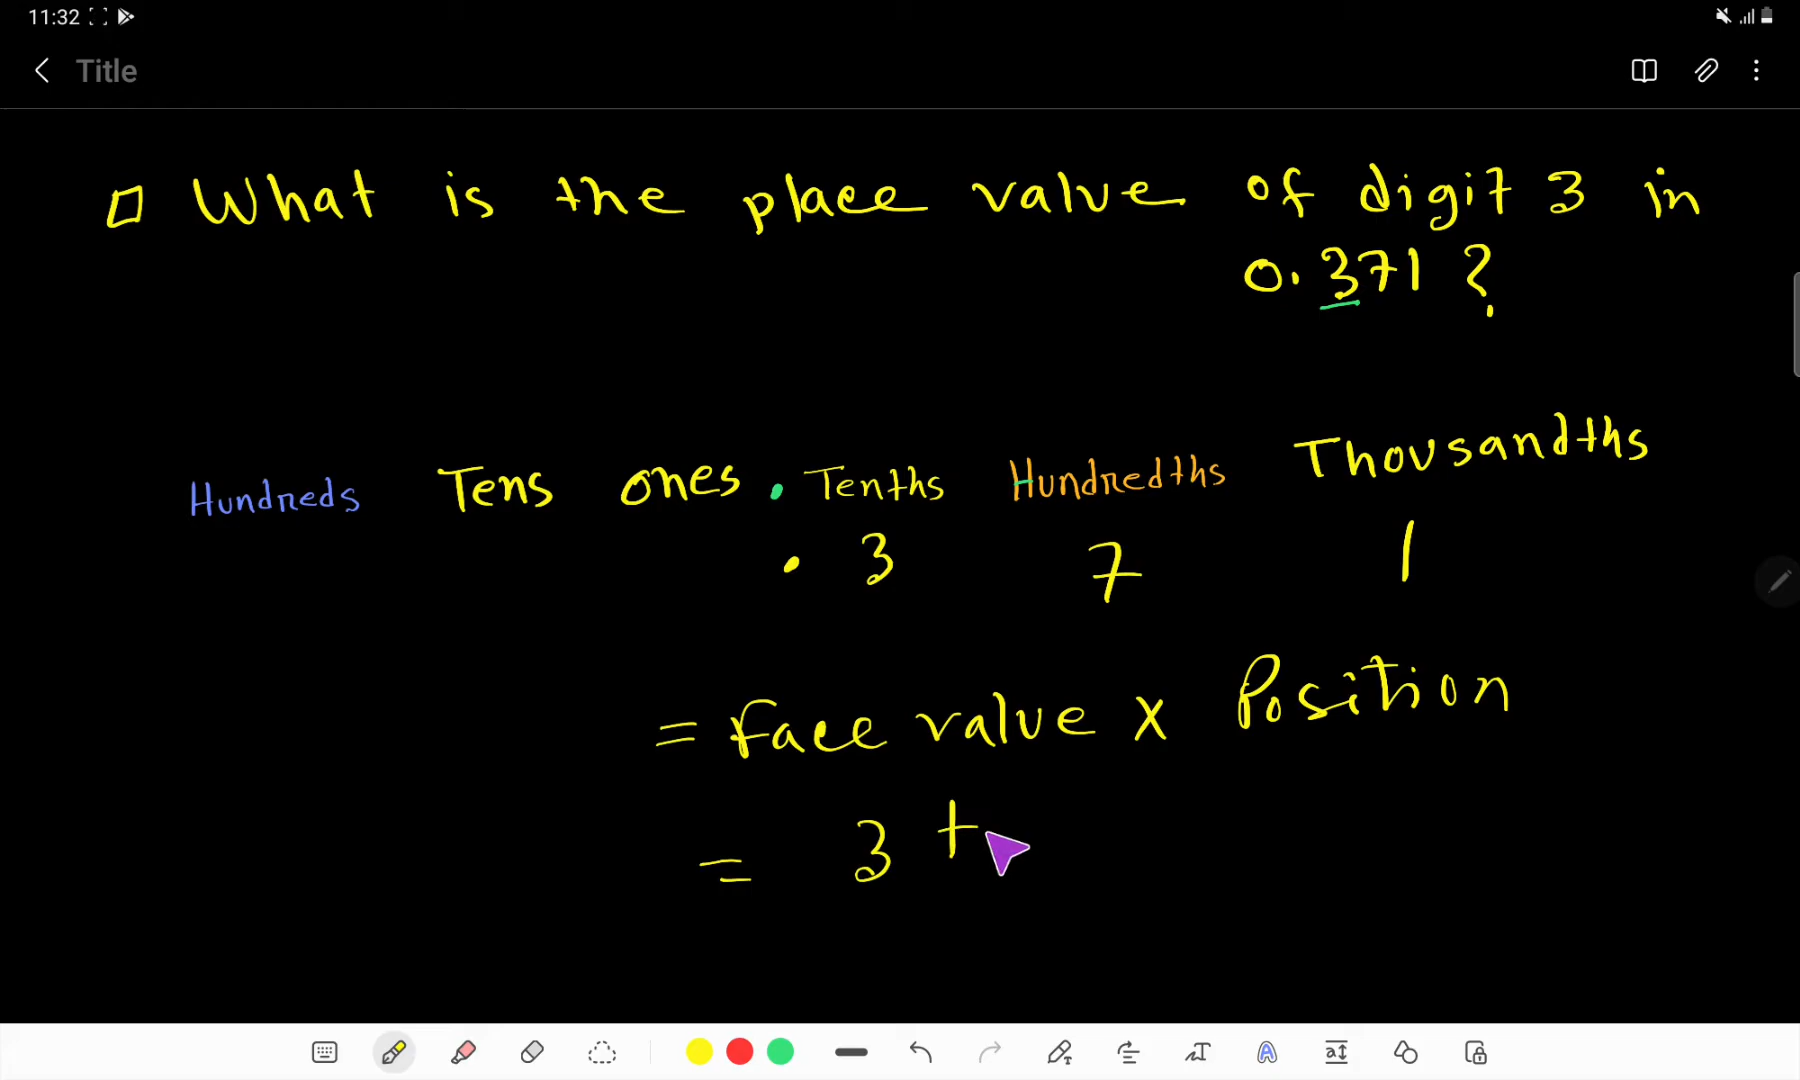 11:32
Title
What is the place value of digit 3 in
0.371 ?
Hundreds Tens ones . Tenths Hundredths Thousandths
. 3 7 1
= Face value x Position
= 3 t